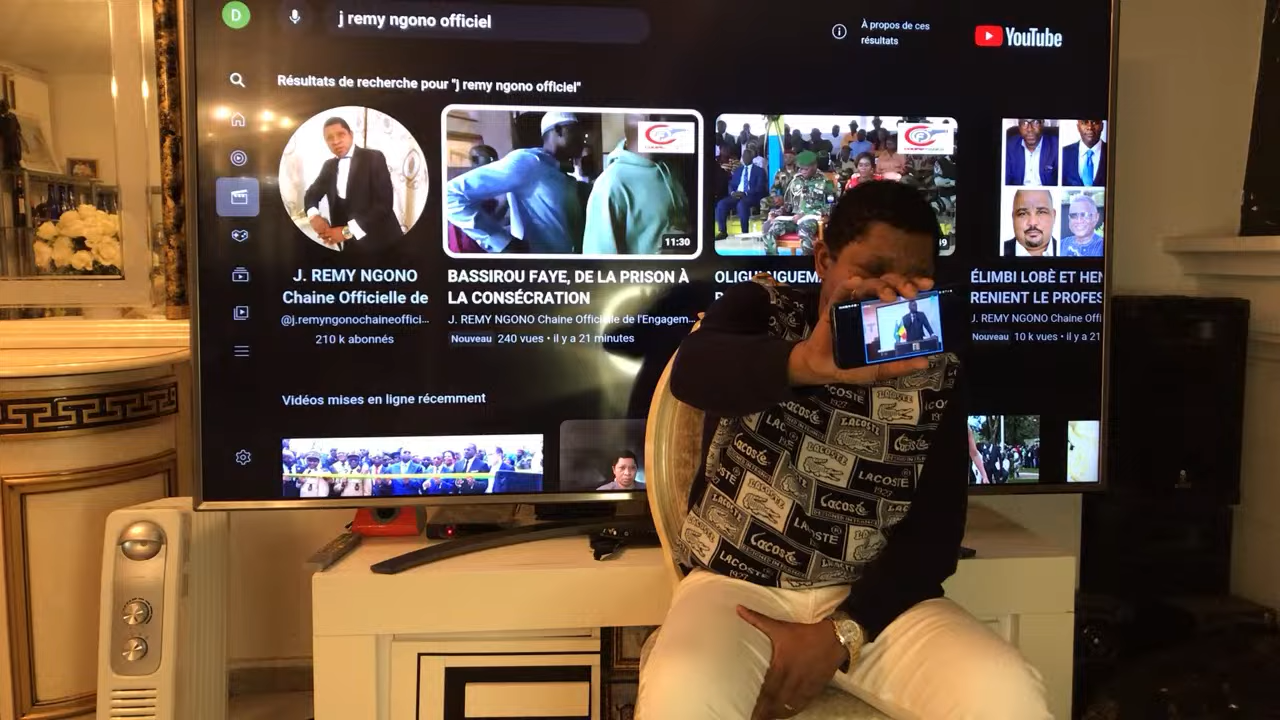 D
j remy ngono officiel
À propos de ces
résultats
YouTube
Résultats de recherche pour "j remy ngono officiel"
J. REMY NGONO
Chaine Officielle de
@j.remyngonochaineoffici...
210 k abonnés
11:30
BASSIROU FAYE, DE LA PRISON À
LA CONSÉCRATION
J. REMY NGONO Chaine Officielle de l'Engagem...
Nouveau 240 vues • il y a 21 minutes
ÉLIMBI LOBÈ ET
RENIENT LE
J. REMY NGONO Chaine
Nouveau 10 k vues • il y a 21
Vidéos mises en ligne récemment
LACOSTE
Lacoste
1927